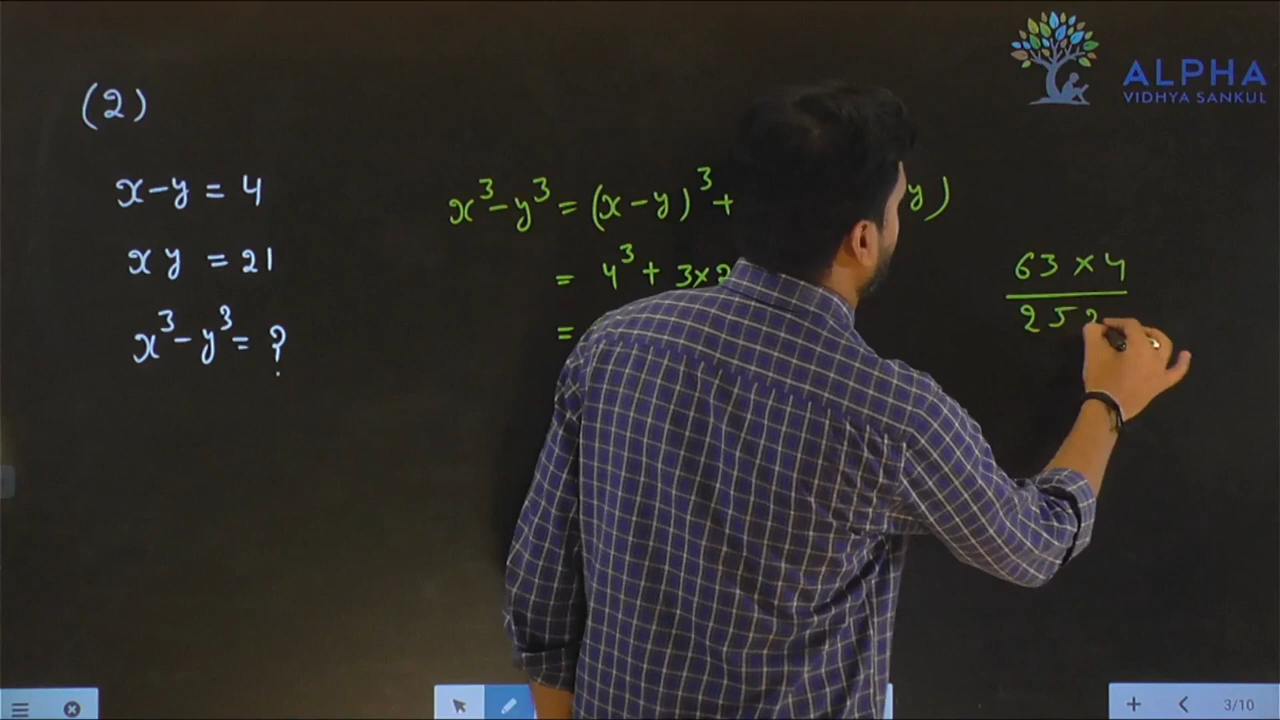 ALPHA
VIDHYA SANKUL
(2)
x-y = 4
xy = 21
x³-y³ = ?
x³-y³ = (x-y)³+ y)
= 4³ + 3×2
=
63 × 4
252
3/10